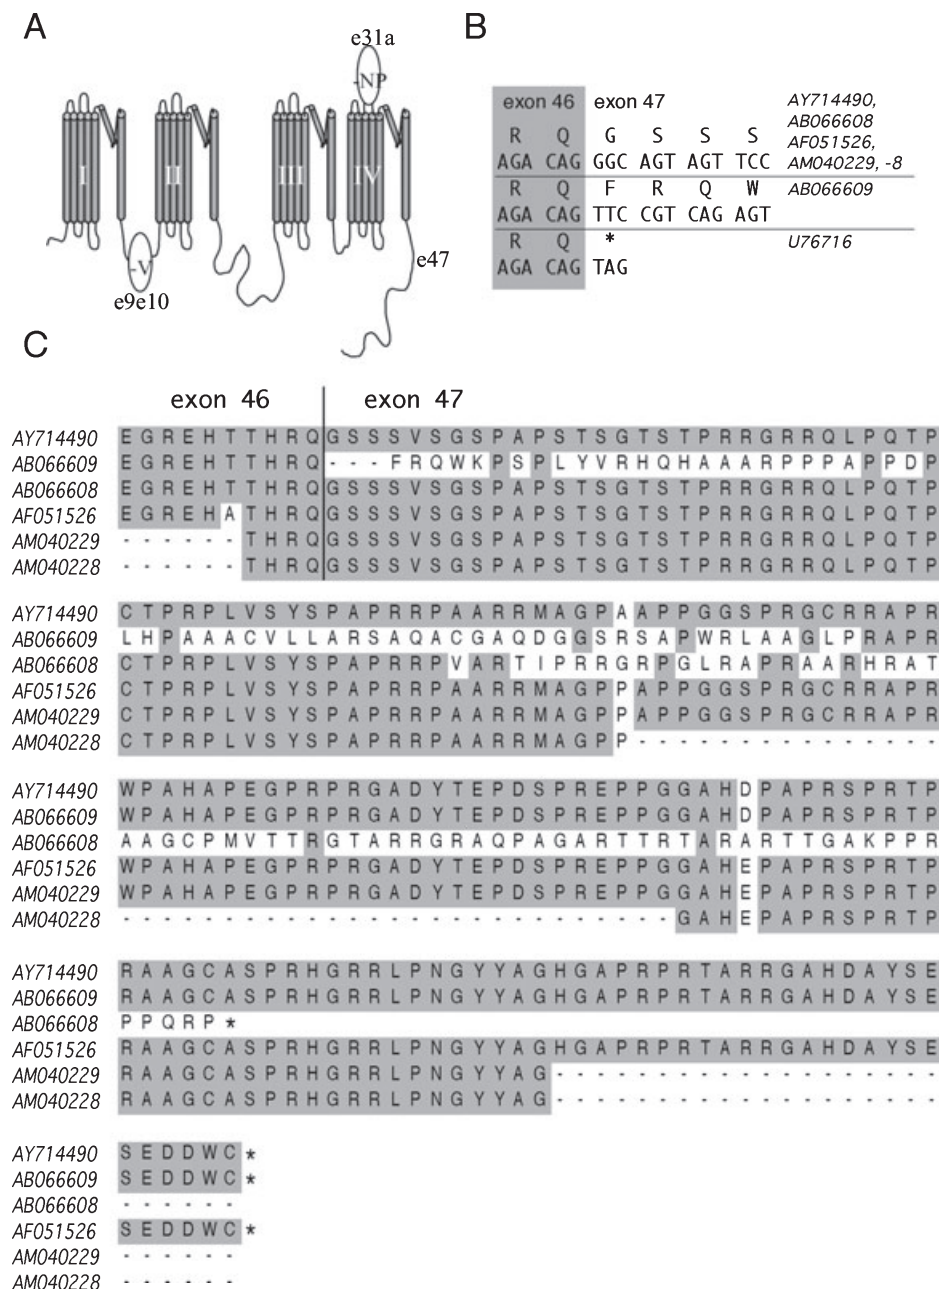 A
e31a
-NP
I
II
III
IV
-V
e9e10
e47
B
exon 46 exon 47
AY714490,
AB066608
AF051526,
AM040229, -8
R Q G S S S
AGA CAG GGC AGT AGT TCC
R Q F R Q W AB066609
AGA CAG TTC CGT CAG AGT
R Q * U76716
AGA CAG TAG
C
exon 46 exon 47
AY714490 E G R E H T T H R Q G S S S V S G S P A P S T S G T S T P R R G R R Q L P Q T P
AB066609 E G R E H T T H R Q - - - F R Q W K P S P L Y V R H Q H A A A R P P P A P P D P
AB066608 E G R E H T T H R Q G S S S V S G S P A P S T S G T S T P R R G R R Q L P Q T P
AF051526 E G R E H A T H R Q G S S S V S G S P A P S T S G T S T P R R G R R Q L P Q T P
AM040229 - - - - - - T H R Q G S S S V S G S P A P S T S G T S T P R R G R R Q L P Q T P
AM040228 - - - - - - T H R Q G S S S V S G S P A P S T S G T S T P R R G R R Q L P Q T P
AY714490 C T P R P L V S Y S P A P R R P A A R R M A G P A A P P G G S P R G C R R A P R
AB066609 L H P A A A C V L L A R S A Q A C G A Q D G G S R S A P W R L A A G L P R A P R
AB066608 C T P R P L V S Y S P A P R R P V A R T I P R R G R P G L R A P R A A R H R A T
AF051526 C T P R P L V S Y S P A P R R P A A R R M A G P P A P P G G S P R G C R R A P R
AM040229 C T P R P L V S Y S P A P R R P A A R R M A G P P A P P G G S P R G C R R A P R
AM040228 C T P R P L V S Y S P A P R R P A A R R M A G P P - - - - - - - - - - - - - - -
AY714490 W P A H A P E G P R P R G A D Y T E P D S P R E P P G G A H D P A P R S P R T P
AB066609 W P A H A P E G P R P R G A D Y T E P D S P R E P P G G A H D P A P R S P R T P
AB066608 A A G C P M V T T R G T A R R G R A Q P A G A R T T R T A R A R T T G A K P P R
AF051526 W P A H A P E G P R P R G A D Y T E P D S P R E P P G G A H E P A P R S P R T P
AM040229 W P A H A P E G P R P R G A D Y T E P D S P R E P P G G A H E P A P R S P R T P
AM040228 - - - - - - - - - - - - - - - - - - - - - - - - - - - G A H E P A P R S P R T P
AY714490 R A A G C A S P R H G R R L P N G Y Y A G H G A P R P R T A R R G A H D A Y S E
AB066609 R A A G C A S P R H G R R L P N G Y Y A G H G A P R P R T A R R G A H D A Y S E
AB066608 P P Q R P *
AF051526 R A A G C A S P R H G R R L P N G Y Y A G H G A P R P R T A R R G A H D A Y S E
AM040229 R A A G C A S P R H G R R L P N G Y Y A G - - - - - - - - - - - - - - - - - - -
AM040228 R A A G C A S P R H G R R L P N G Y Y A G - - - - - - - - - - - - - - - - - - -
AY714490 S E D D W C *
AB066609 S E D D W C *
AB066608 - - - - - -
AF051526 S E D D W C *
AM040229 - - - - - -
AM040228 - - - - - -